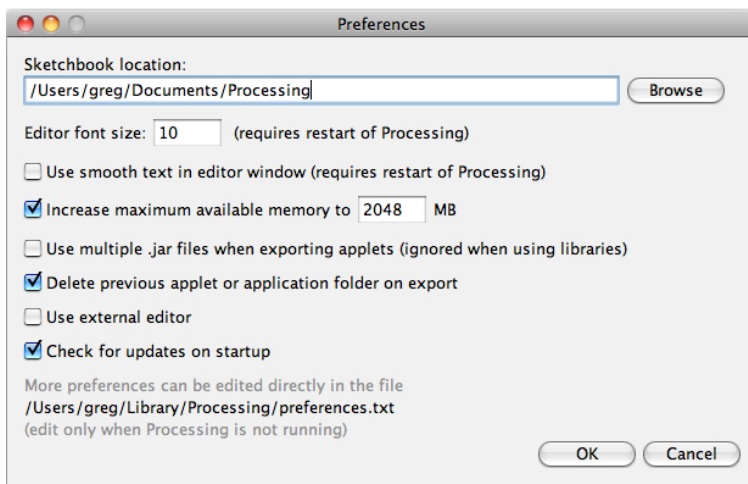 Preferences
Sketchbook location:
/Users/greg/Documents/Processing
Browse
Editor font size: 10 (requires restart of Processing)
Use smooth text in editor window (requires restart of Processing)
Increase maximum available memory to 2048 MB
Use multiple .jar files when exporting applets (ignored when using libraries)
Delete previous applet or application folder on export
Use external editor
Check for updates on startup
More preferences can be edited directly in the file
/Users/greg/Library/Processing/preferences.txt
(edit only when Processing is not running)
OK Cancel